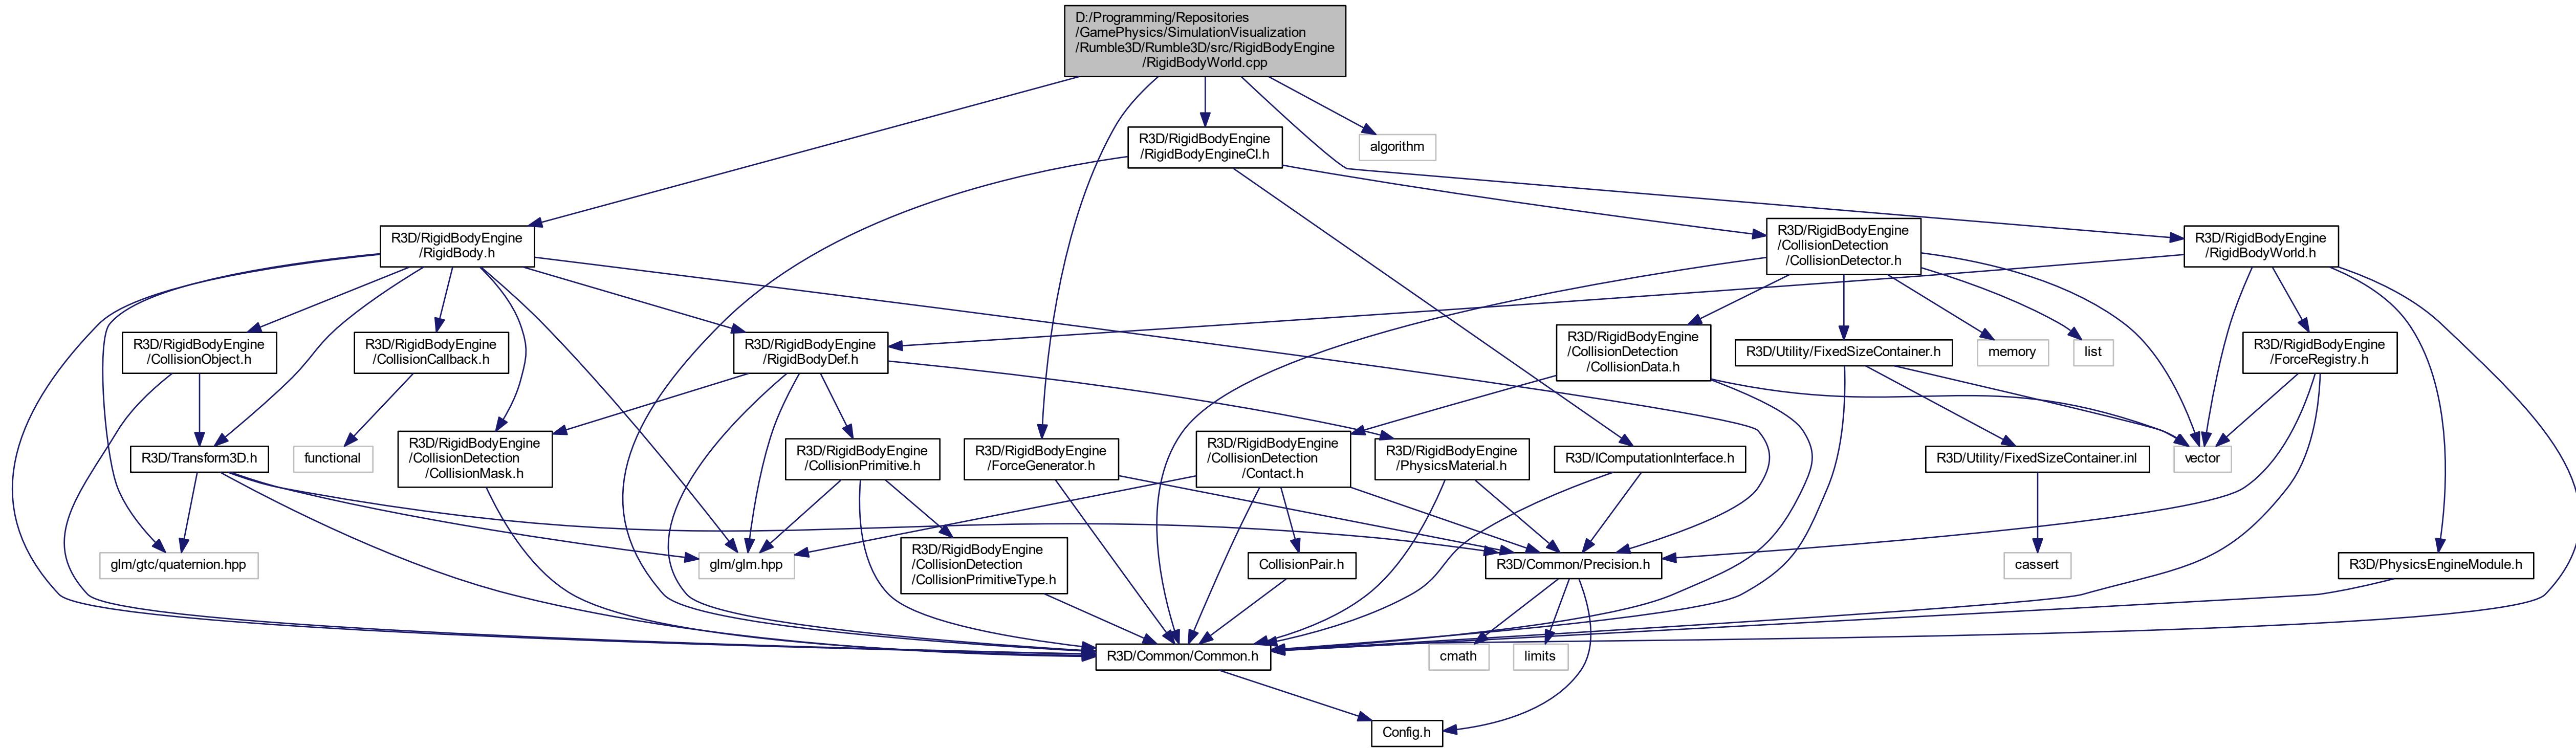 D:/Programming/Repositories
/GamePhysics/SimulationVisualization
/Rumble3D/Rumble3D/src/RigidBodyEngine
/RigidBodyWorld.cpp
R3D/RigidBodyEngine
/RigidBodyEngineCI.h
algorithm
R3D/RigidBodyEngine
/RigidBody.h
R3D/RigidBodyEngine
/CollisionDetection
/CollisionDetector.h
R3D/RigidBodyEngine
/RigidBodyWorld.h
R3D/RigidBodyEngine
/CollisionObject.h
R3D/RigidBodyEngine
/CollisionCallback.h
R3D/RigidBodyEngine
/RigidBodyDef.h
R3D/RigidBodyEngine
/CollisionDetection
/CollisionData.h
R3D/Utility/FixedSizeContainer.h
memory
list
R3D/RigidBodyEngine
/ForceRegistry.h
R3D/Transform3D.h
functional
R3D/RigidBodyEngine
/CollisionDetection
/CollisionMask.h
R3D/RigidBodyEngine
/CollisionPrimitive.h
R3D/RigidBodyEngine
/ForceGenerator.h
R3D/RigidBodyEngine
/CollisionDetection
/Contact.h
R3D/RigidBodyEngine
/PhysicsMaterial.h
R3D/IComputationInterface.h
R3D/Utility/FixedSizeContainer.inl
vector
glm/gtc/quaternion.hpp
glm/glm.hpp
R3D/RigidBodyEngine
/CollisionDetection
/CollisionPrimitiveType.h
CollisionPair.h
R3D/Common/Precision.h
cassert
R3D/PhysicsEngineModule.h
R3D/Common/Common.h
cmath
limits
Config.h